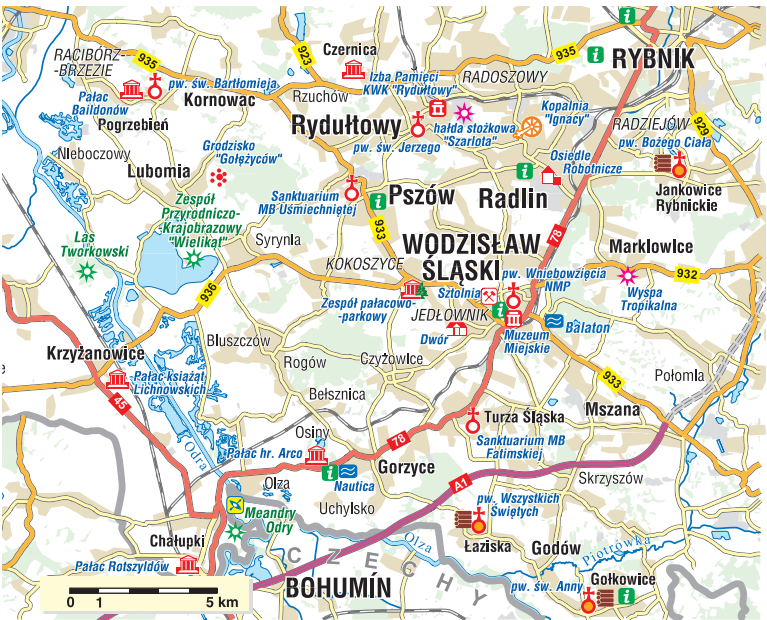 RYBNIK
RACIBÓRZ-
-BRZEZIE
935
923
Czernica
935
pw. św. Bartłomieja
Izba Pamięci
KWK "Rydułtowy"
RADOSZOWY
Pałac
Baildonów
Kornowac
Rzuchów
Pogrzebień
Rydułtowy
hałda stożkowa
"Szarlota"
Kopalnia
"Ignacy"
929
RADZIEJÓW
pw. Bożego Ciała
pw. św. Jerzego
Nieboczowy
Grodzisko
"Gołężyców"
Osiedle
Robotnicze
Lubomia
Jankowice
Rybnickie
Sanktuarium
MB Uśmiechniętej
Pszów
Radlin
Zespół
Przyrodniczo-
-Krajobrazowy
"Wielikąt"
933
78
Las
Tworkowski
Syrynia
WODZISŁAW
ŚLĄSKI
Marklowice
KOKOSZYCE
pw. Wniebowzięcia
NMP
932
936
Sztolnia
Wyspa
Tropikalna
Zespół pałacowo-
-parkowy
JEDŁOWNIK
Balaton
Dwór
Muzeum
Miejskie
Bluszczów
Krzyżanowice
Rogów
Czyżowice
Pałac książąt
Lichnowskich
933
Połomia
45
Bełsznica
Mszana
Turza Śląska
Osiny
78
Sanktuarium MB
Fatimskiej
Odra
Pałac hr. Arco
Gorzyce
Skrzyszów
Olza
Nautica
A1
Uchylsko
pw. Wszystkich
Świętych
Meandry
Odry
Chałupki
Olza
Łaziska
Godów
Piotrówka
CZECHY
Pałac Rotszyldów
Gołkowice
pw. św. Anny
BOHUMÍN
0 1 5 km